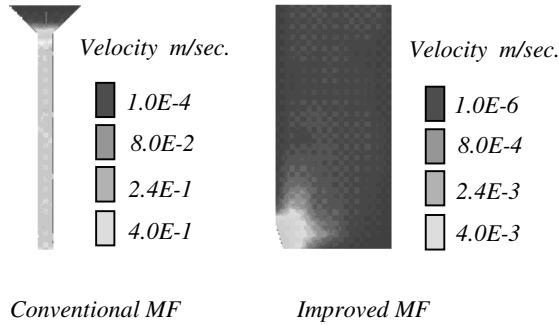 Velocity m/sec.
1.0E-4
8.0E-2
2.4E-1
4.0E-1
Conventional MF
Velocity m/sec.
1.0E-6
8.0E-4
2.4E-3
4.0E-3
Improved MF